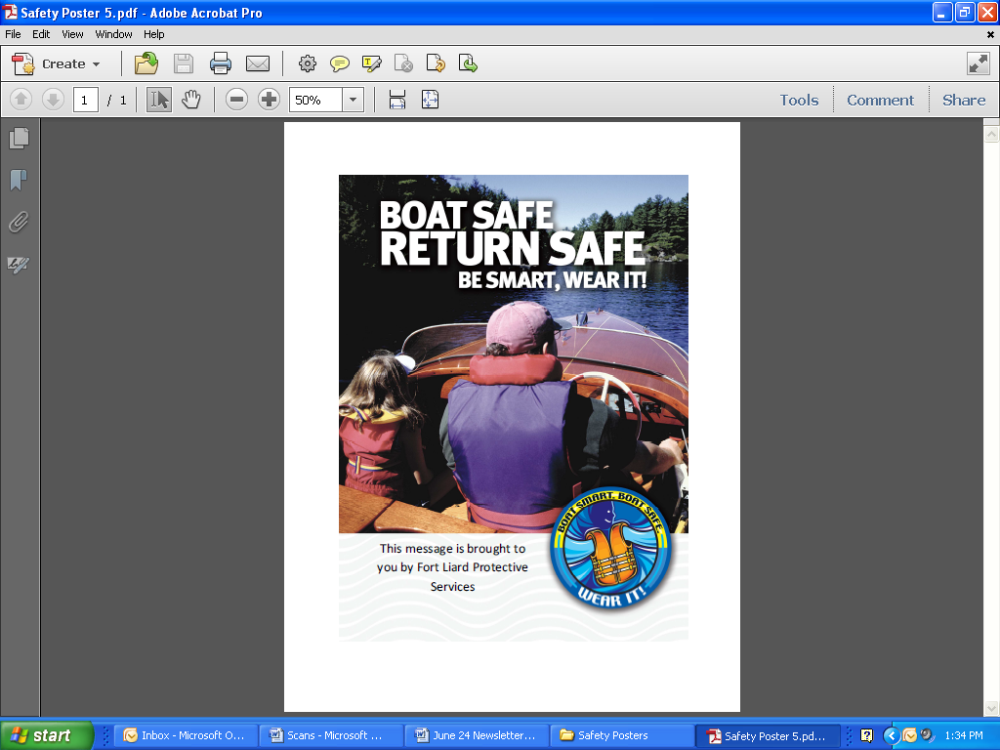 Safety Poster 5.pdf - Adobe Acrobat Pro
File Edit View Window Help
Create
1 / 1 50% Tools Comment Share
BOAT SAFE
RETURN SAFE
BE SMART, WEAR IT!
BOAT SMART. BOAT SAFE.
WEAR IT!
This message is brought to
you by Fort Liard Protective
Services
start Inbox - Microsoft O... Scans - Microsoft ... June 24 Newsletter... Safety Posters Safety Poster 5.pd... 1:34 PM